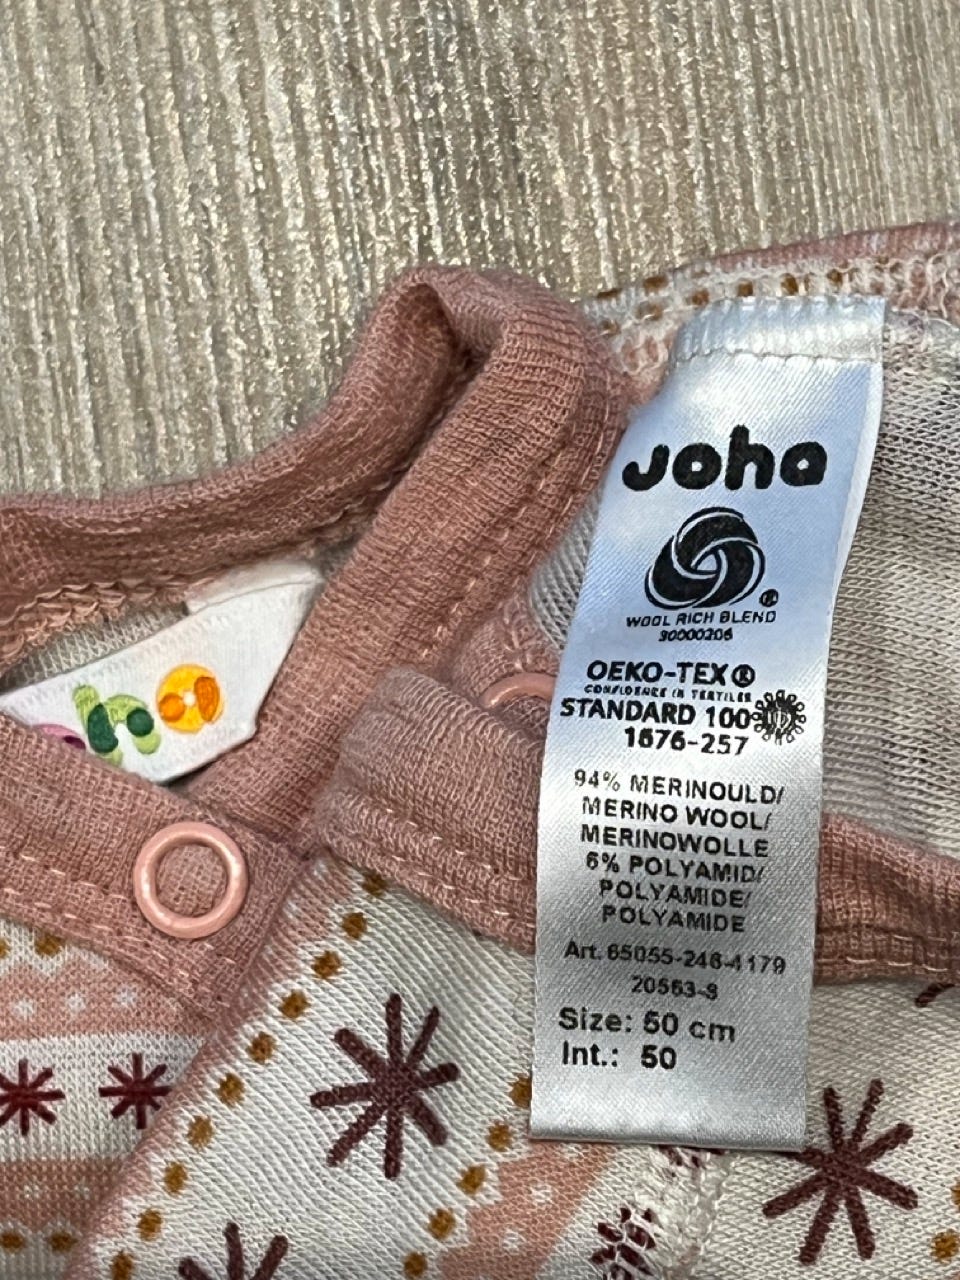 Joha
WOOL RICH BLEND
30000206
OEKO-TEX®
CONFIDENCE IN TEXTILES
STANDARD 100
1676-257
94% MERINOULD/
MERINO WOOL/
MERINOWOLLE
6% POLYAMID/
POLYAMIDE/
POLYAMIDE
Art. 65055-246-4179
20563-S
Size: 50 cm
Int.: 50
ha